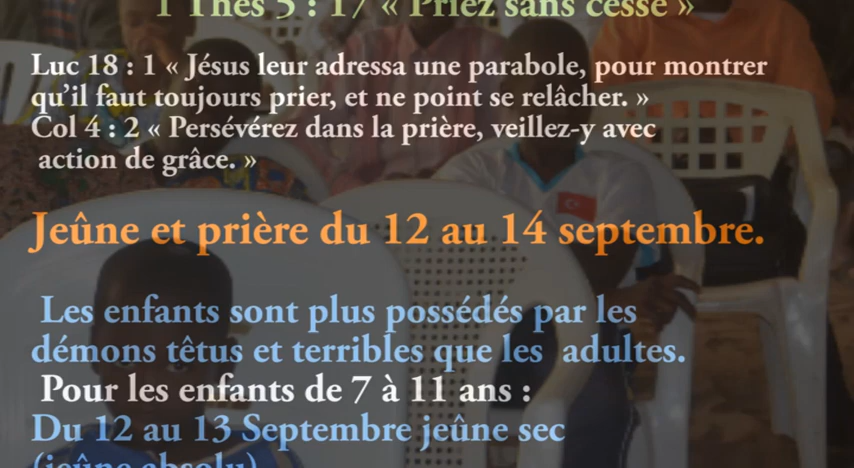 1 Thes 5 : 17 « Priez sans cesse »
Luc 18 : 1 « Jésus leur adressa une parabole, pour montrer
qu’il faut toujours prier, et ne point se relâcher. »
Col 4 : 2 « Persévérez dans la prière, veillez-y avec
action de grâce. »
Jeûne et prière du 12 au 14 septembre.
Les enfants sont plus possédés par les
démons têtus et terribles que les adultes.
Pour les enfants de 7 à 11 ans :
Du 12 au 13 Septembre jeûne sec
(jeûne absolu)